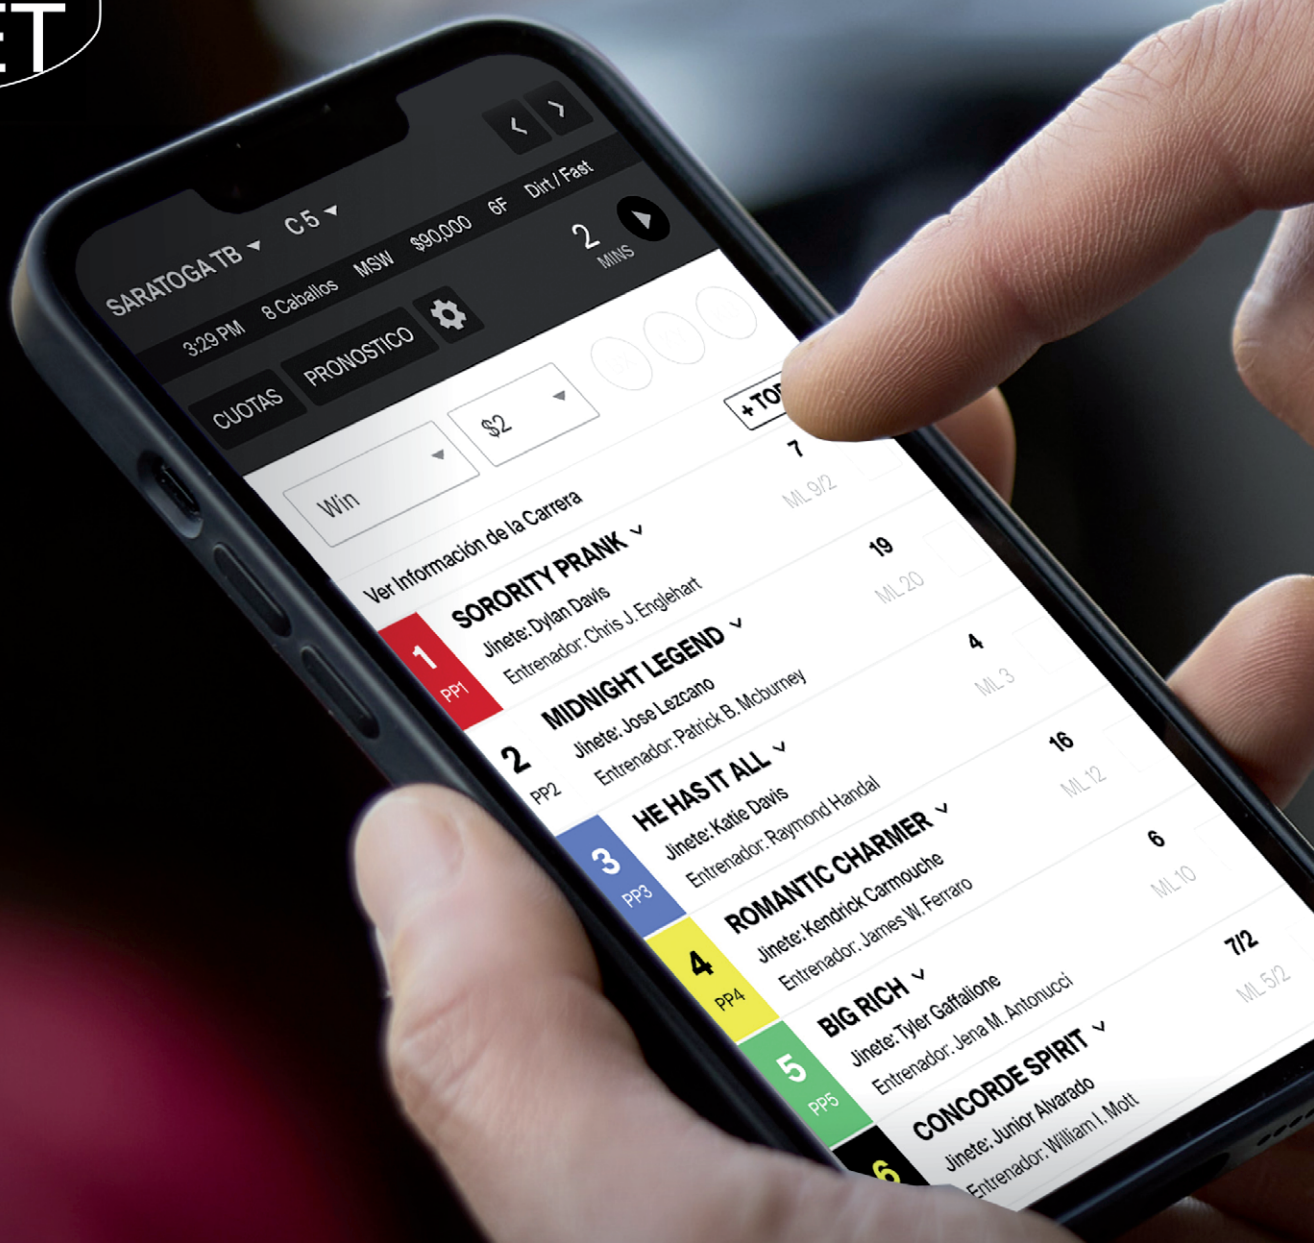 ET
SARATOGA TB C 5
3:29 PM 8 Caballos MSW $90,000 6F Dirt / Fast
CUOTAS PRONOSTICO 2 MINS
Win $2
Ver Información de la Carrera
1 PP1 SORORITY PRANK 7
Jinete: Dylan Davis ML 9/2
Entrenador: Chris J. Englehart
2 PP2 MIDNIGHT LEGEND 19
Jinete: Jose Lezcano ML 20
Entrenador: Patrick B. Mcburney
3 PP3 HE HAS IT ALL 4
Jinete: Katie Davis ML 3
Entrenador: Raymond Handal
4 PP4 ROMANTIC CHARMER 16
Jinete: Kendrick Carmouche ML 12
Entrenador: James W. Ferraro
5 PP5 BIG RICH 6
Jinete: Tyler Gaffalione ML 10
Entrenador: Jena M. Antonucci
6 CONCORDE SPIRIT 7/2
Jinete: Junior Alvarado ML 5/2
Entrenador: William I. Mott